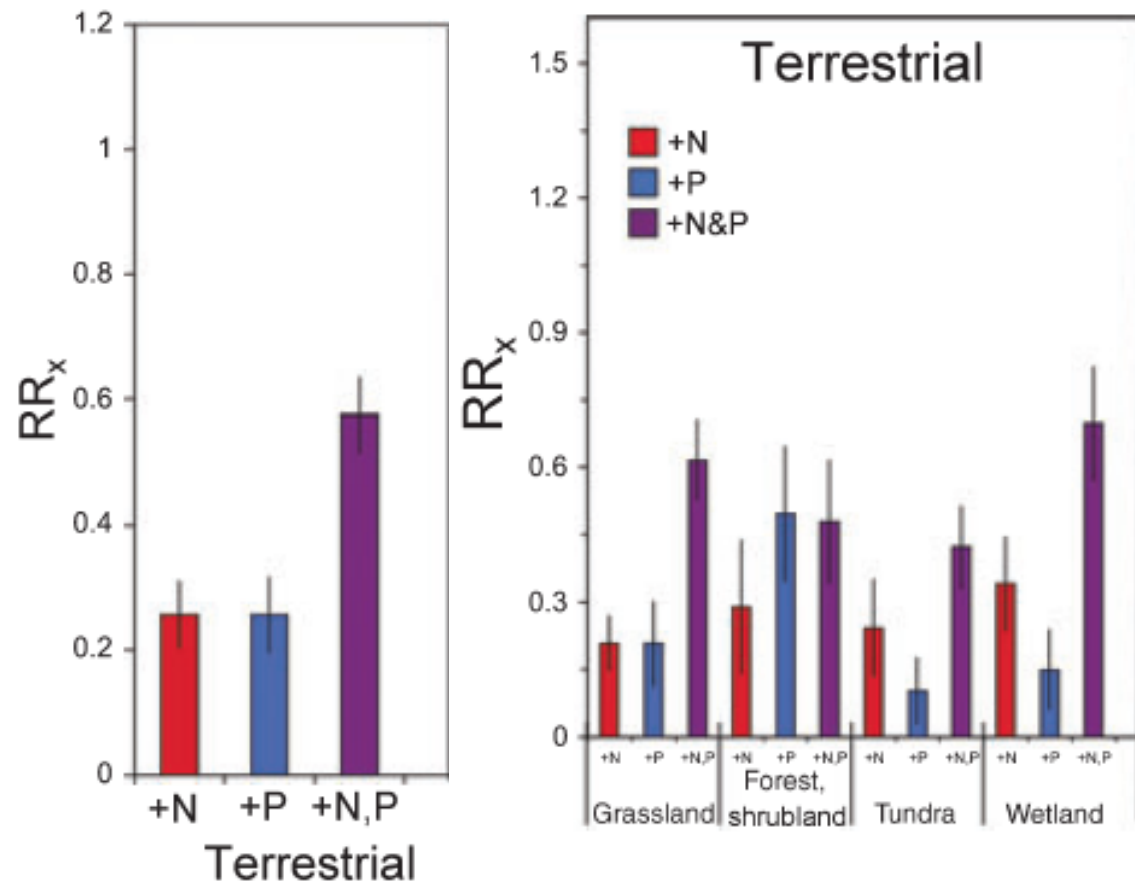 1.2
1
0.8
0.6
0.4
0.2
0
RRx
+N +P +N,P
Terrestrial
Terrestrial
+N
+P
+N&P
1.5
1.2
0.9
0.6
0.3
0
RRx
+N +P +N,P +N +P +N,P +N +P +N,P +N +P +N,P
Grassland Forest, shrubland Tundra Wetland